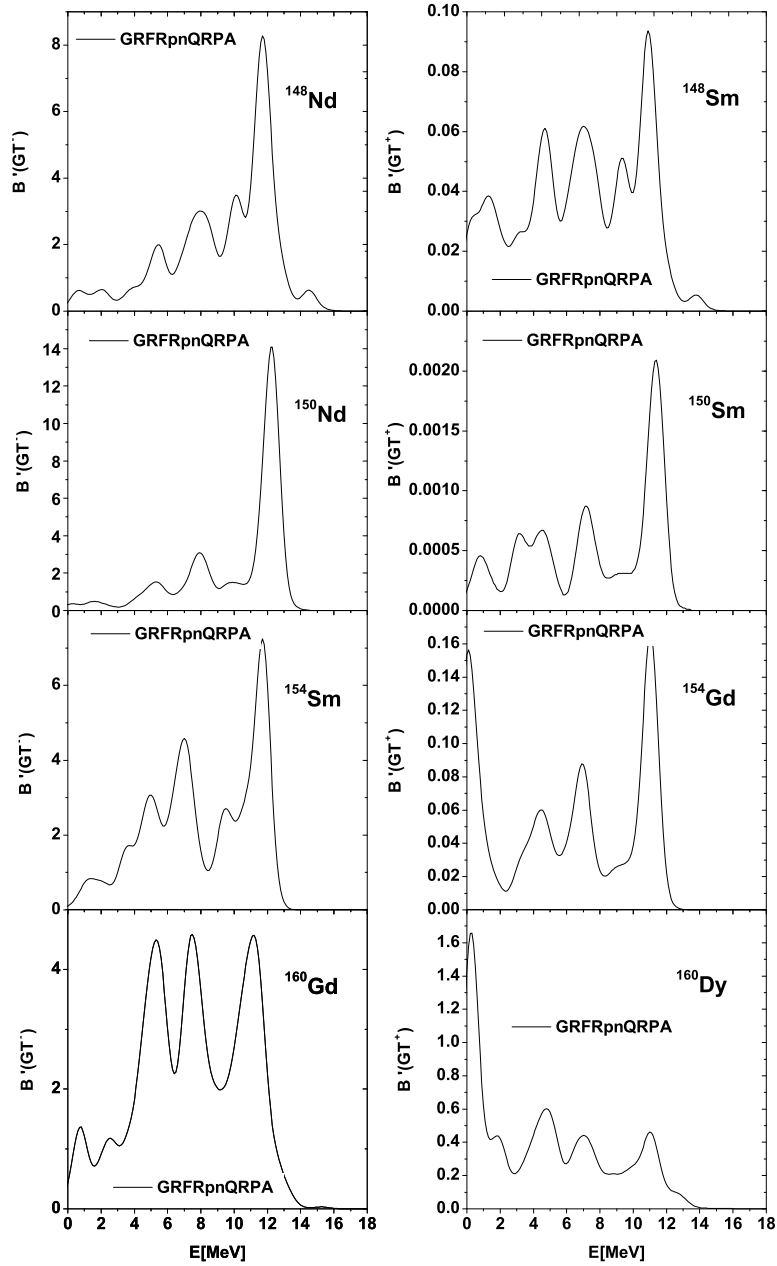 GRFRpnQRPA
¹⁴⁸Nd
B '(GT⁻)
8
6
4
2
0
GRFRpnQRPA
¹⁴⁸Sm
B '(GT⁺)
0.10
0.08
0.06
0.04
0.02
0.00
GRFRpnQRPA
¹⁵⁰Nd
B '(GT⁻)
14
12
10
8
6
4
2
0
GRFRpnQRPA
¹⁵⁰Sm
B '(GT⁺)
0.0020
0.0015
0.0010
0.0005
0.0000
GRFRpnQRPA
¹⁵⁴Sm
B '(GT⁻)
6
4
2
0
GRFRpnQRPA
¹⁵⁴Gd
B '(GT⁺)
0.16
0.14
0.12
0.10
0.08
0.06
0.04
0.02
0.00
¹⁶⁰Gd
B '(GT⁻)
4
2
0
GRFRpnQRPA
0 2 4 6 8 10 12 14 16 18
E[MeV]
¹⁶⁰Dy
GRFRpnQRPA
B '(GT⁺)
1.6
1.4
1.2
1.0
0.8
0.6
0.4
0.2
0.0
0 2 4 6 8 10 12 14 16 18
E[MeV]